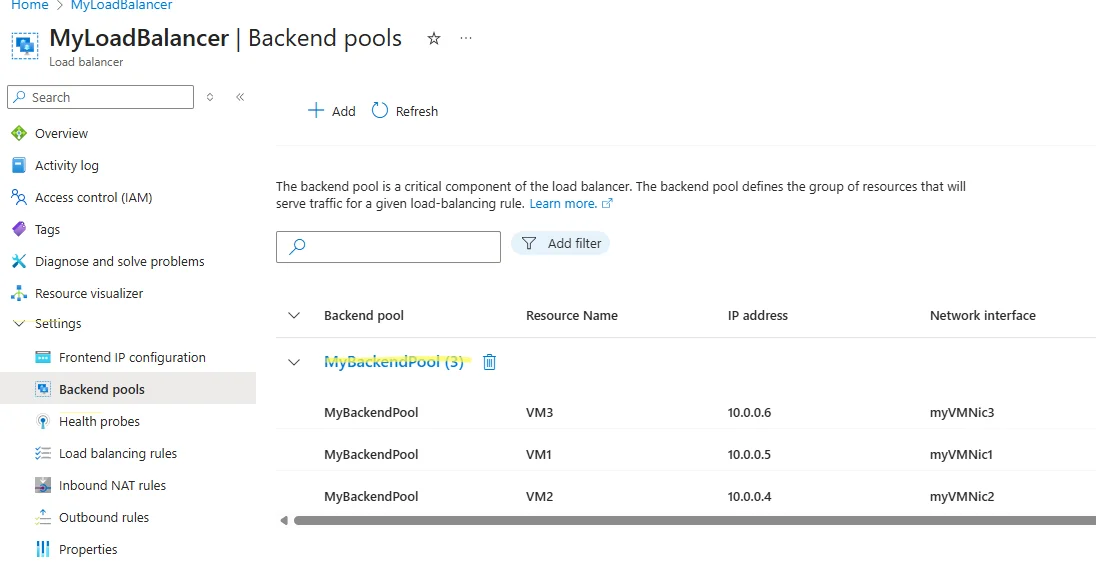 Home > MyLoadBalancer
MyLoadBalancer | Backend pools
Load balancer
Search
Overview
Activity log
Access control (IAM)
Tags
Diagnose and solve problems
Resource visualizer
Settings
Frontend IP configuration
Backend pools
Health probes
Load balancing rules
Inbound NAT rules
Outbound rules
Properties
Add Refresh
The backend pool is a critical component of the load balancer. The backend pool defines the group of resources that will
serve traffic for a given load-balancing rule. Learn more.
Add filter
Backend pool Resource Name IP address Network interface
MyBackendPool (3)
MyBackendPool VM3 10.0.0.6 myVMNic3
MyBackendPool VM1 10.0.0.5 myVMNic1
MyBackendPool VM2 10.0.0.4 myVMNic2